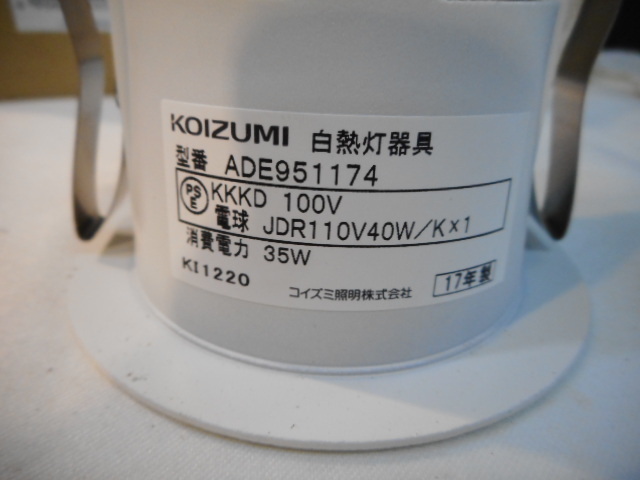 KOIZUMI 白熱灯器具
型番 ADE951174
PSE KKKD 100V
電球 JDR110V40W/K×1
消費電力 35W
KI1220 コイズミ照明株式会社 17年製